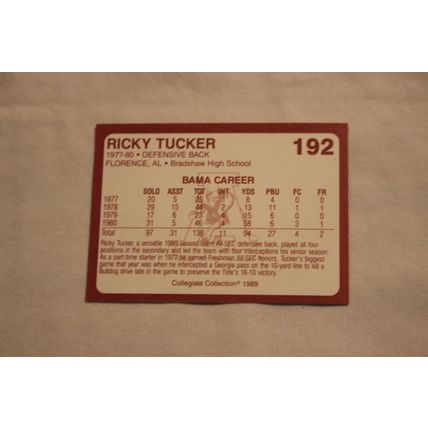 RICKY TUCKER 192
1977-80 • DEFENSIVE BACK
FLORENCE, AL • Bradshaw High School
BAMA CAREER
SOLO ASST TOT INT YDS PBU FC FR
1977 20 5 25 8 4 0 0
1978 29 15 44 2 13 11 1 1
1979 17 6 23 4 15 6 0 0
1980 31 5 58 6 3 1
Total 97 31 138 11 94 27 4 2
Ricky Tucker, a versatile 1980 second team All-SEC defensive back, played all four
positions in the secondary and led the team with four interceptions his senior season.
As a part-time starter in 1977 he earned Freshman All-SEC honors. Tucker's biggest
game that year was when he intercepted a Georgia pass on the 10-yard line to kill a
Bulldog drive late in the game to preserve the Tide's 18-10 victory.
Collegiate Collection® 1989